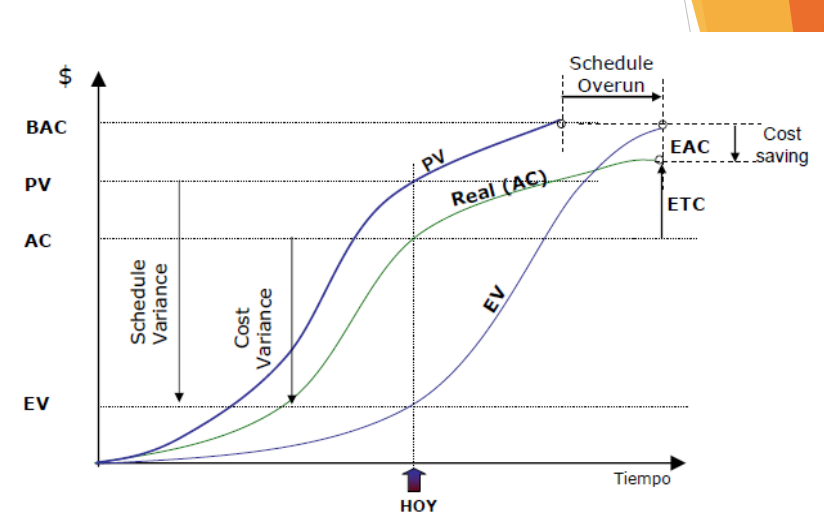 $
Schedule
Overun
BAC
Cost
saving
EAC
PV
PV
Real (AC)
ETC
AC
Schedule
Variance
Cost
Variance
EV
EV
Tiempo
HOY